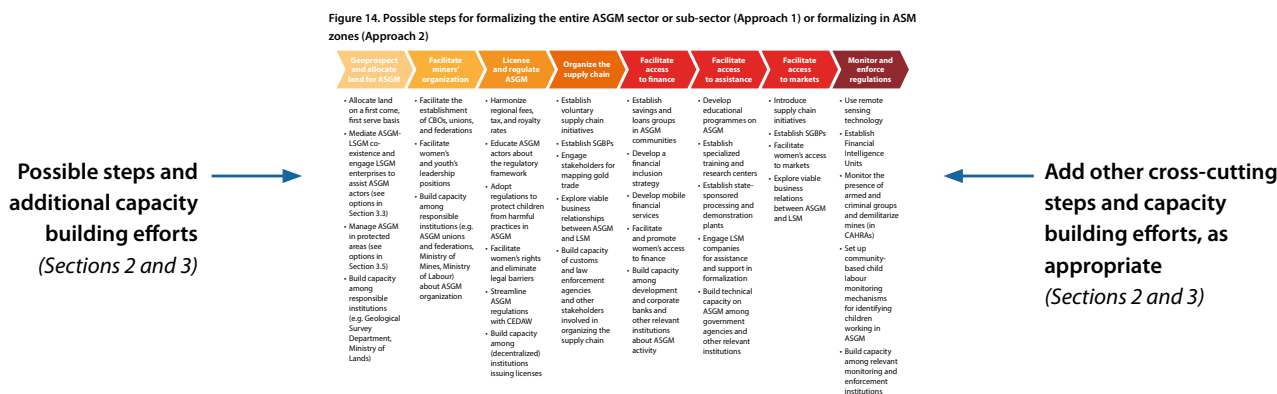 Figure 14. Possible steps for formalizing the entire ASGM sector or sub-sector (Approach 1) or formalizing in ASM
zones (Approach 2)
Possible steps and
additional capacity
building efforts
(Sections 2 and 3)
Geoprospect
and allocate
land for ASGM
• Allocate land
on a first come,
first serve basis
• Mediate ASGM-
LSGM co-
existence and
engage LSGM
enterprises to
assist ASGM
actors (see
options in
Section 3.3)
• Manage ASGM
in protected
areas (see
options in
Section 3.5)
• Build capacity
among
responsible
institutions
(e.g. Geological
Survey
Department,
Ministry of
Lands)
Facilitate
miners'
organization
• Facilitate the
establishment
of CBOs, unions,
and federations
• Facilitate
women's
and youth's
leadership
positions
• Build capacity
among
responsible
institutions (e.g.
ASGM unions
and federations,
Ministry of
Mines, Ministry
of Labour)
about ASGM
organization
License
and regulate
ASGM
• Harmonize
regional fees,
tax, and royalty
rates
• Educate ASGM
actors about
the regulatory
framework
• Adopt
regulations to
protect children
from harmful
practices in
ASGM
• Facilitate
women's rights
and eliminate
legal barriers
• Streamline
ASGM
regulations
with CEDAW
• Build capacity
among
(decentralized)
institutions
issuing licenses
Organize the
supply chain
• Establish
voluntary
supply chain
initiatives
• Establish SGBPs
• Engage
stakeholders for
mapping gold
trade
• Explore viable
business
relationships
between ASGM
and LSM
• Build capacity
of customs
and law
enforcement
agencies
and other
stakeholders
involved in
organizing the
supply chain
Facilitate
access
to finance
• Establish
savings and
loans groups
in ASGM
communities
• Develop a
financial
inclusion
strategy
• Develop mobile
financial
services
• Facilitate
and promote
women's access
to finance
• Build capacity
among
development
and corporate
banks and
other relevant
institutions
about ASGM
activity
Facilitate
access
to assistance
• Develop
educational
programmes on
ASGM
• Establish
specialized
training and
research centers
• Establish state-
sponsored
processing and
demonstration
plants
• Engage LSM
companies
for assistance
and support in
formalization
• Build technical
capacity on
ASGM among
government
agencies and
other relevant
institutions
Facilitate
access
to markets
• Introduce
supply chain
initiatives
• Establish SGBPs
• Facilitate
women's access
to markets
• Explore viable
business
relations
between ASGM
and LSM
Monitor and
enforce
regulations
• Use remote
sensing
technology
• Establish
Financial
Intelligence
Units
• Monitor the
presence of
armed and
criminal groups
and demilitarize
mines (in
CAHRAs)
• Set up
community-
based child
labour
monitoring
mechanisms
for identifying
children
working in
ASGM
• Build capacity
among relevant
monitoring and
enforcement
institutions
Add other cross-cutting
steps and capacity
building efforts, as
appropriate
(Sections 2 and 3)